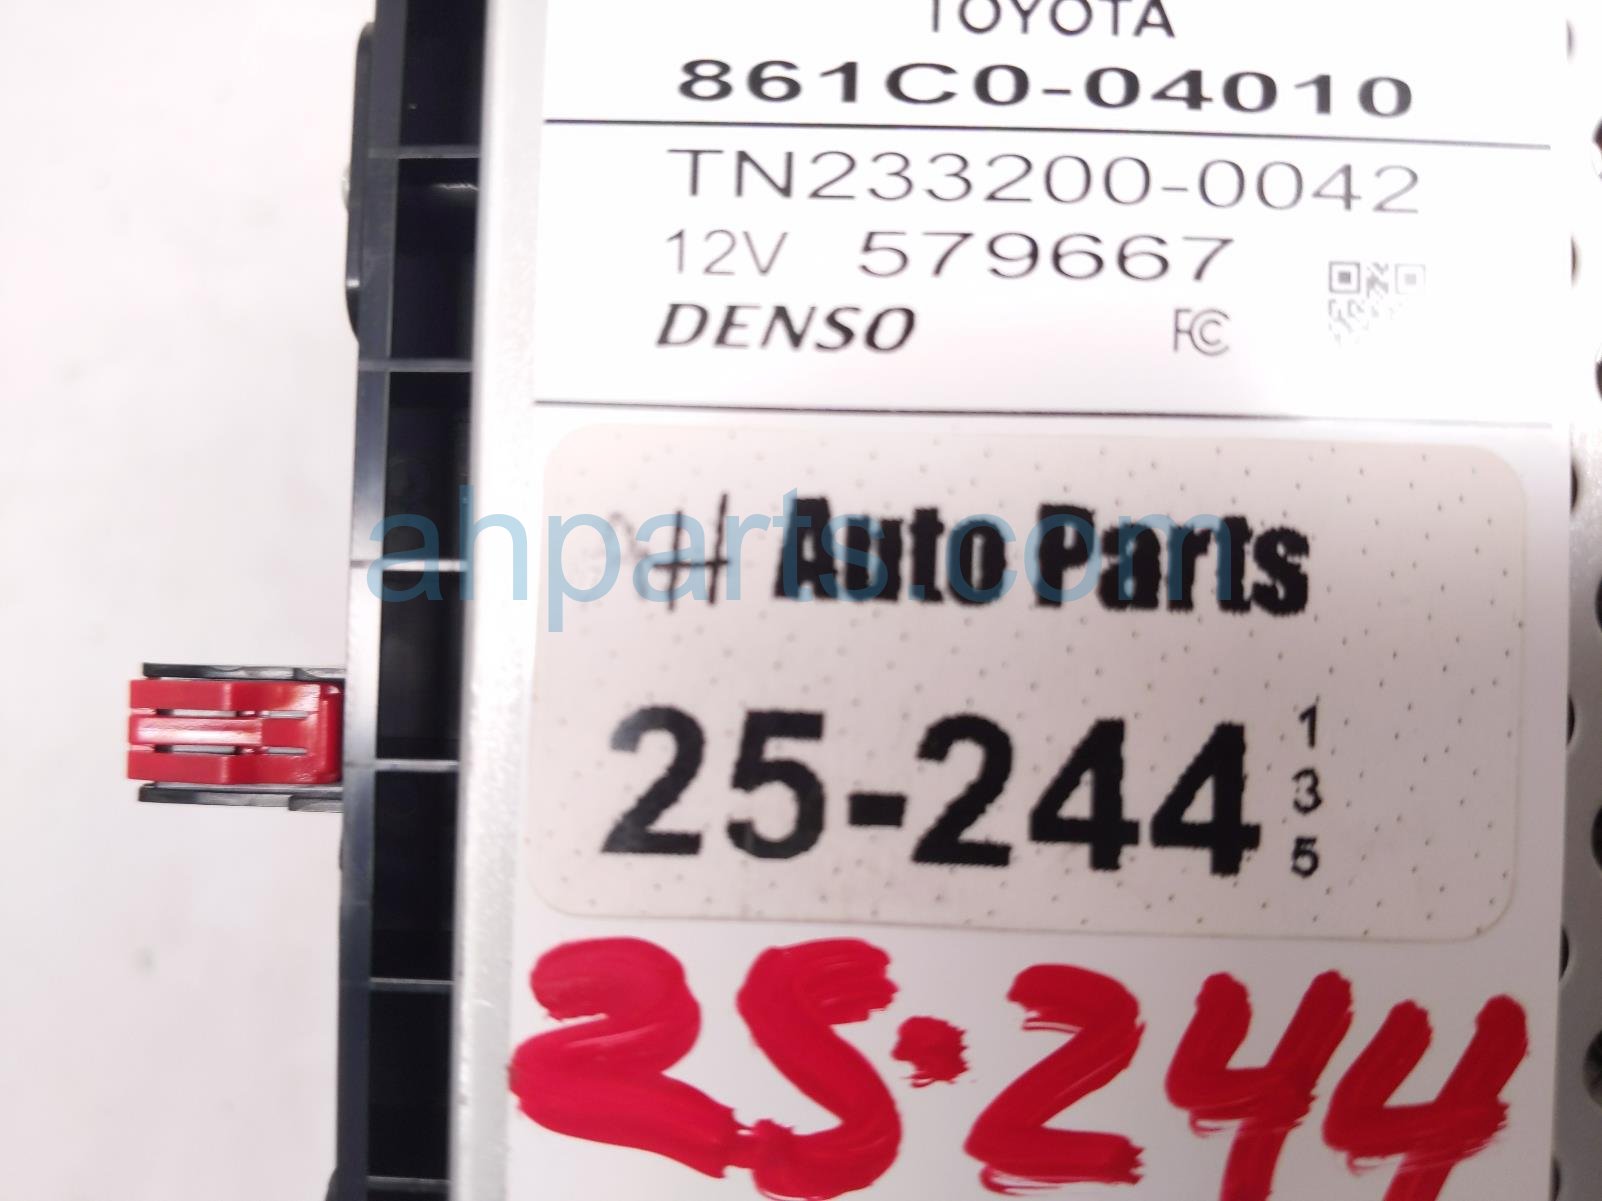 TOYOTA
861C0-04010
TN233200-0042
12V 579667
DENSO FC
# Auto Parts
ahparts.com
25-244
1
3
5
25-244